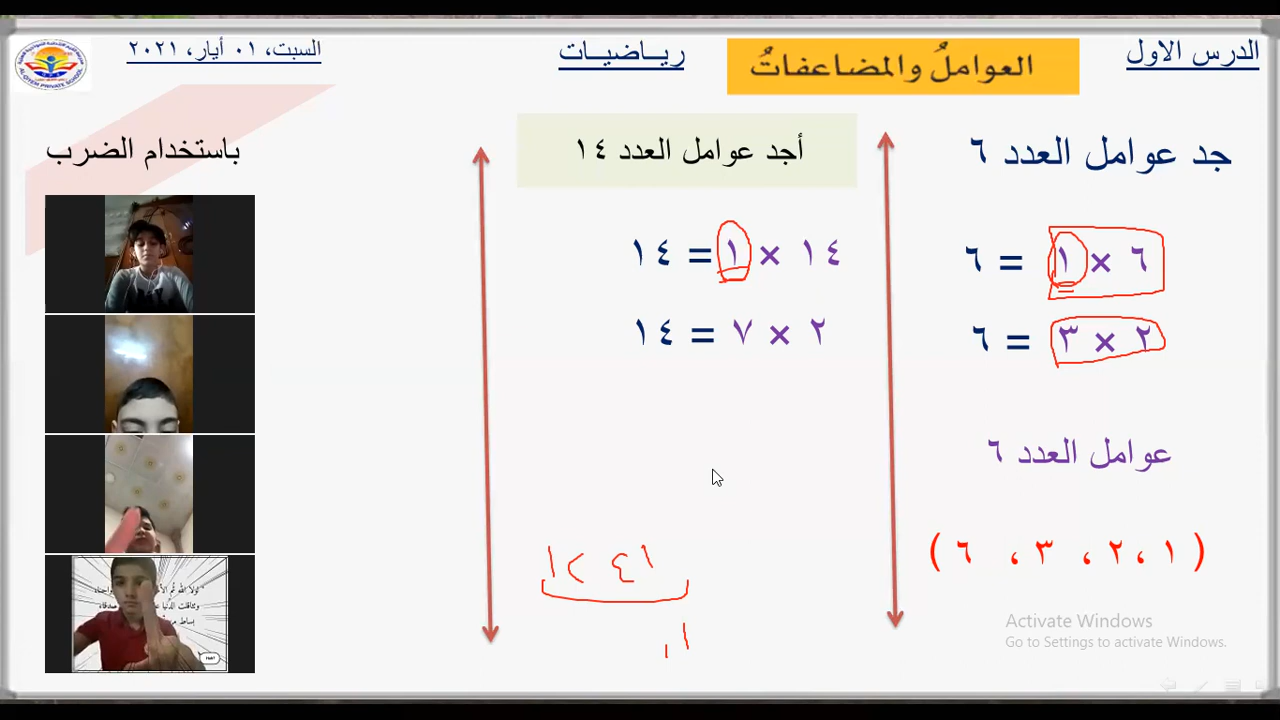 الدرس الاول
العواملُ والمضاعفاتُ
رياضيات
السبت، ٠١ أيار، ٢٠٢١
جد عوامل العدد ٦
٦ × ١ = ٦
٢ × ٣ = ٦
عوامل العدد ٦
( ١ ،٢ ، ٣ ، ٦ )
أجد عوامل العدد ١٤
١٤ × ١ = ١٤
٢ × ٧ = ١٤
باستخدام الضرب
Activate Windows
Go to Settings to activate Windows.